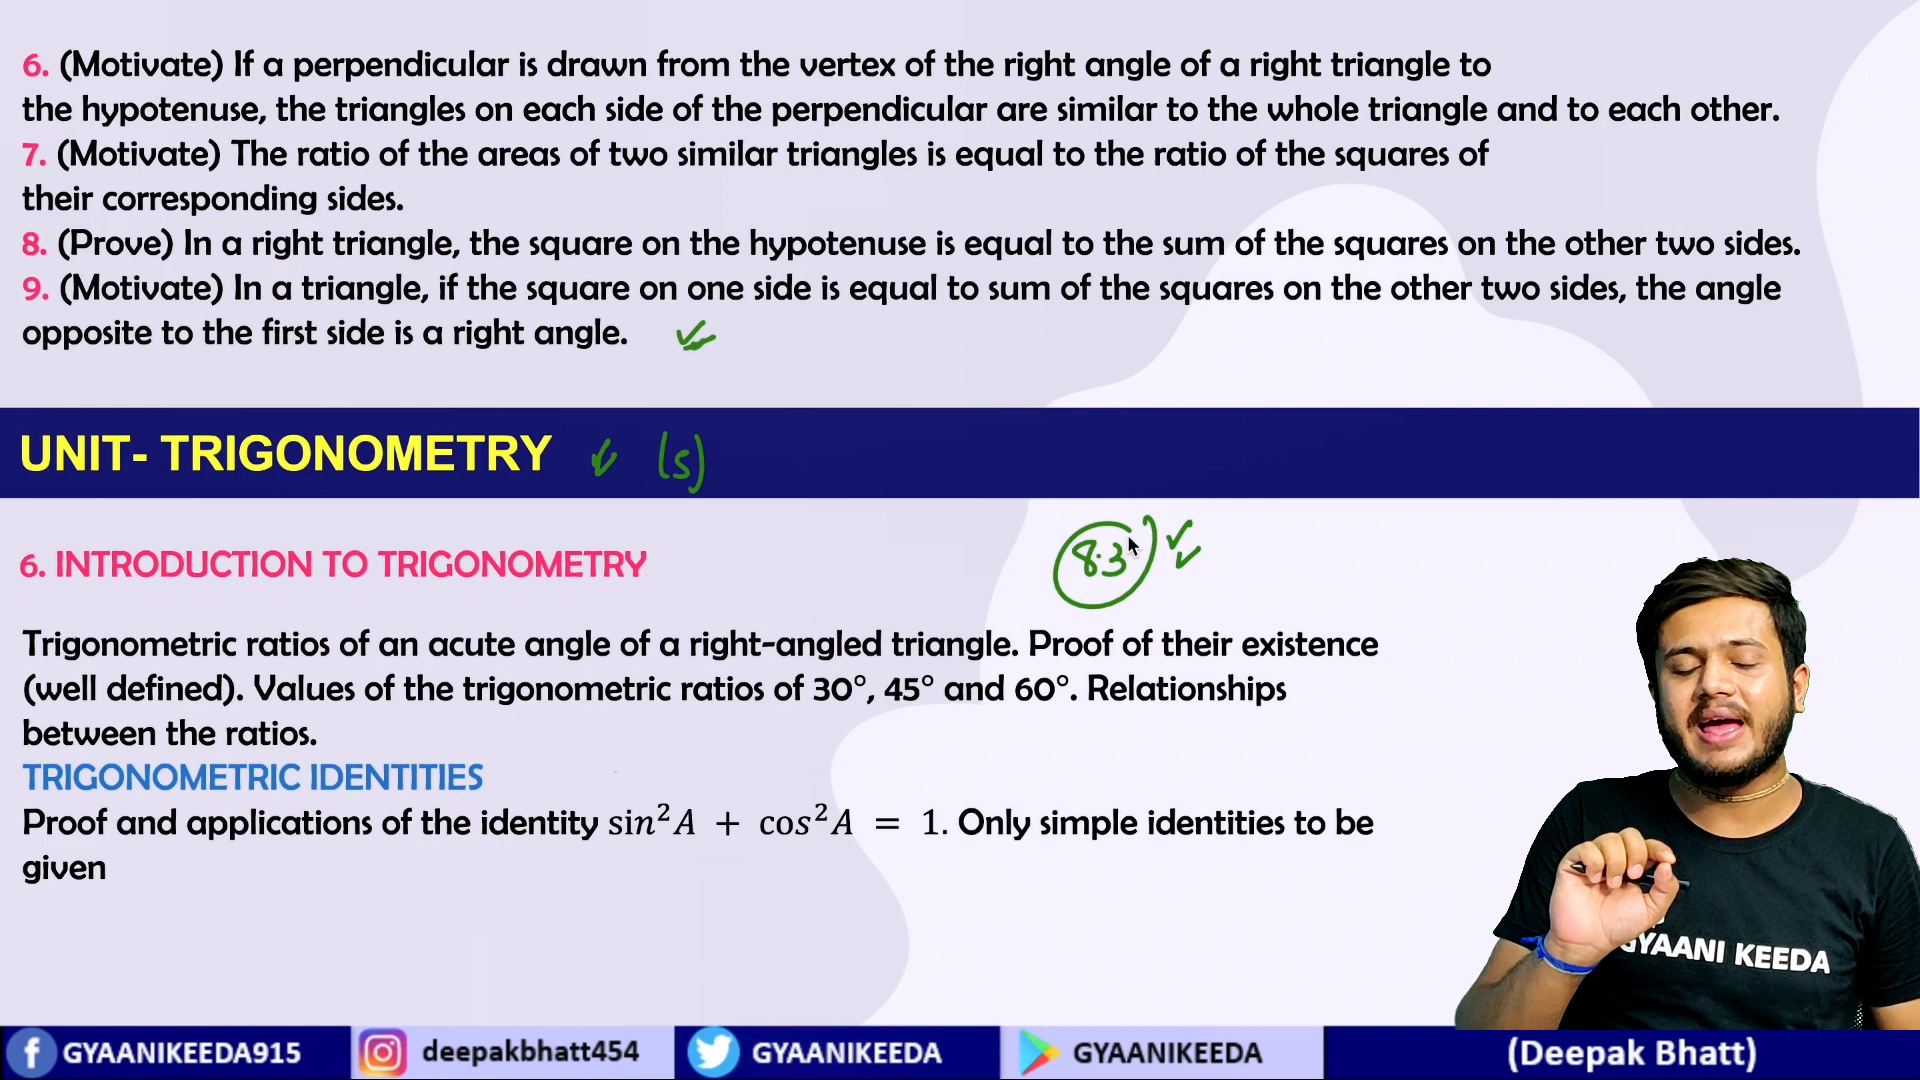 6. (Motivate) If a perpendicular is drawn from the vertex of the right angle of a right triangle to
the hypotenuse, the triangles on each side of the perpendicular are similar to the whole triangle and to each other.
7. (Motivate) The ratio of the areas of two similar triangles is equal to the ratio of the squares of
their corresponding sides.
8. (Prove) In a right triangle, the square on the hypotenuse is equal to the sum of the squares on the other two sides.
9. (Motivate) In a triangle, if the square on one side is equal to sum of the squares on the other two sides, the angle
opposite to the first side is a right angle.
UNIT- TRIGONOMETRY (s)
8.3
6. INTRODUCTION TO TRIGONOMETRY
Trigonometric ratios of an acute angle of a right-angled triangle. Proof of their existence
(well defined). Values of the trigonometric ratios of 30°, 45° and 60°. Relationships
between the ratios.
TRIGONOMETRIC IDENTITIES
Proof and applications of the identity sin²A + cos²A = 1. Only simple identities to be
given
GYAANI KEEDA
GYAANIKEEDA915 deepakbhatt454 GYAANIKEEDA GYAANIKEEDA (Deepak Bhatt)